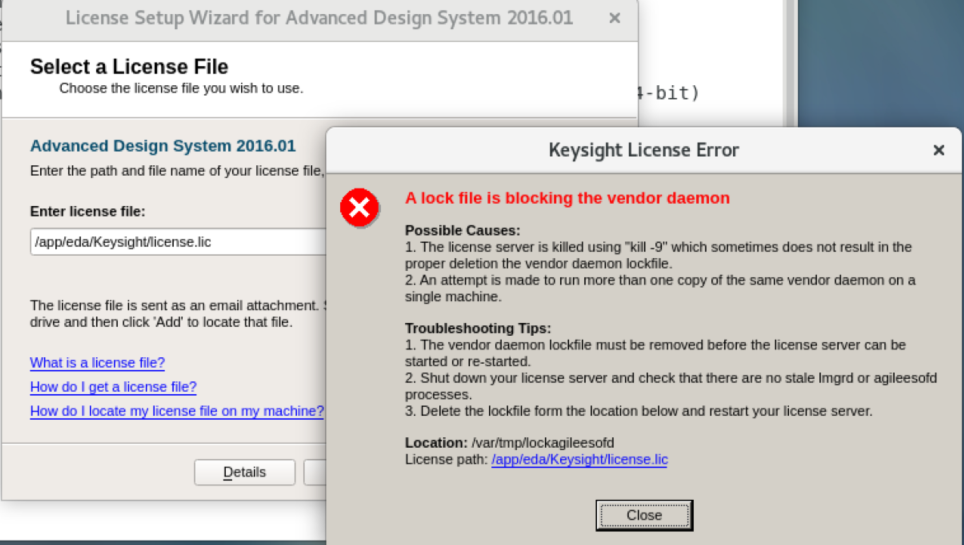 License Setup Wizard for Advanced Design System 2016.01
Select a License File
Choose the license file you wish to use.
4-bit)
Advanced Design System 2016.01
Enter the path and file name of your license file,
Enter license file:
/app/eda/Keysight/license.lic
The license file is sent as an email attachment.
drive and then click 'Add' to locate that file.
What is a license file?
How do I get a license file?
How do I locate my license file on my machine?
Details
Keysight License Error
A lock file is blocking the vendor daemon
Possible Causes:
1. The license server is killed using "kill -9" which sometimes does not result in the
proper deletion the vendor daemon lockfile.
2. An attempt is made to run more than one copy of the same vendor daemon on a
single machine.
Troubleshooting Tips:
1. The vendor daemon lockfile must be removed before the license server can be
started or re-started.
2. Shut down your license server and check that there are no stale lmgrd or agileesofd
processes.
3. Delete the lockfile form the location below and restart your license server.
Location: /var/tmp/lockagileesofd
License path: /app/eda/Keysight/license.lic
Close